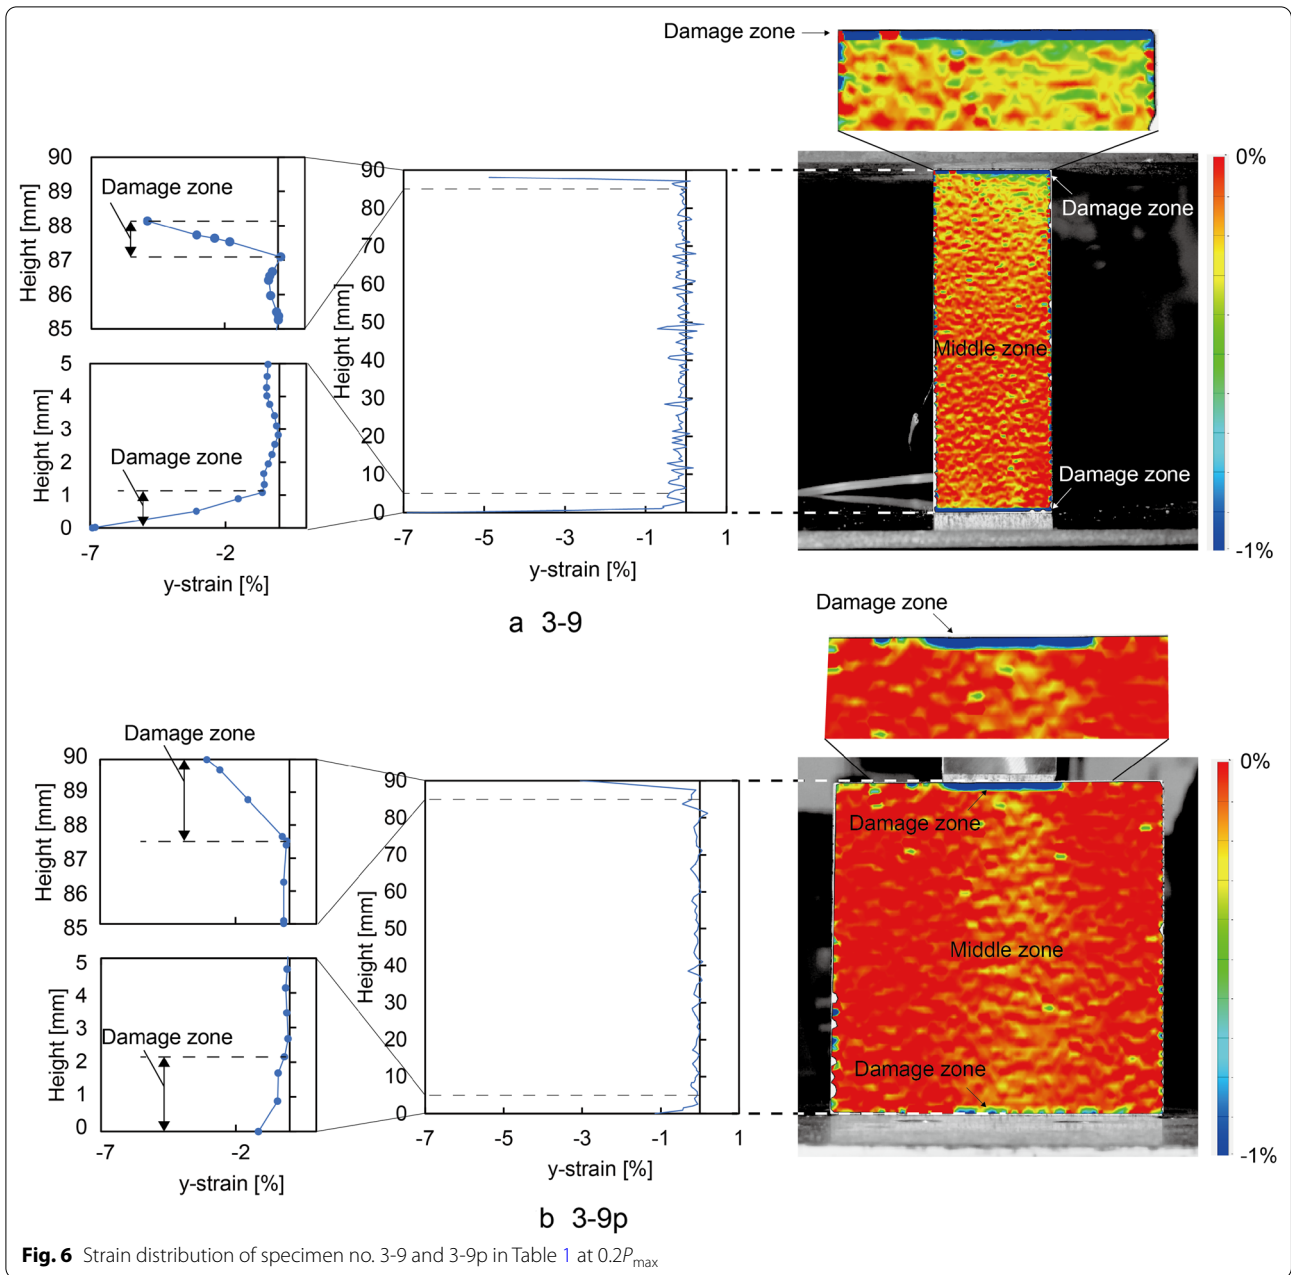 Damage zone
90
89
88
87
86
85
Height [mm]
Damage zone
5
4
3
2
1
0
Height [mm]
Damage zone
-7
-2
y-strain [%]
90
80
70
60
50
40
30
20
10
0
Height [mm]
-7
-5
-3
-1
1
y-strain [%]
Damage zone
Middle zone
Damage zone
0%
-1%
a 3-9
Damage zone
Damage zone
90
89
88
87
86
85
Height [mm]
5
4
3
2
1
0
Height [mm]
Damage zone
-7
-2
y-strain [%]
90
80
70
60
50
40
30
20
10
0
Height [mm]
-7
-5
-3
-1
1
y-strain [%]
Damage zone
Middle zone
Damage zone
0%
-1%
b 3-9p
Fig. 6 Strain distribution of specimen no. 3-9 and 3-9p in Table 1 at 0.2Pmax